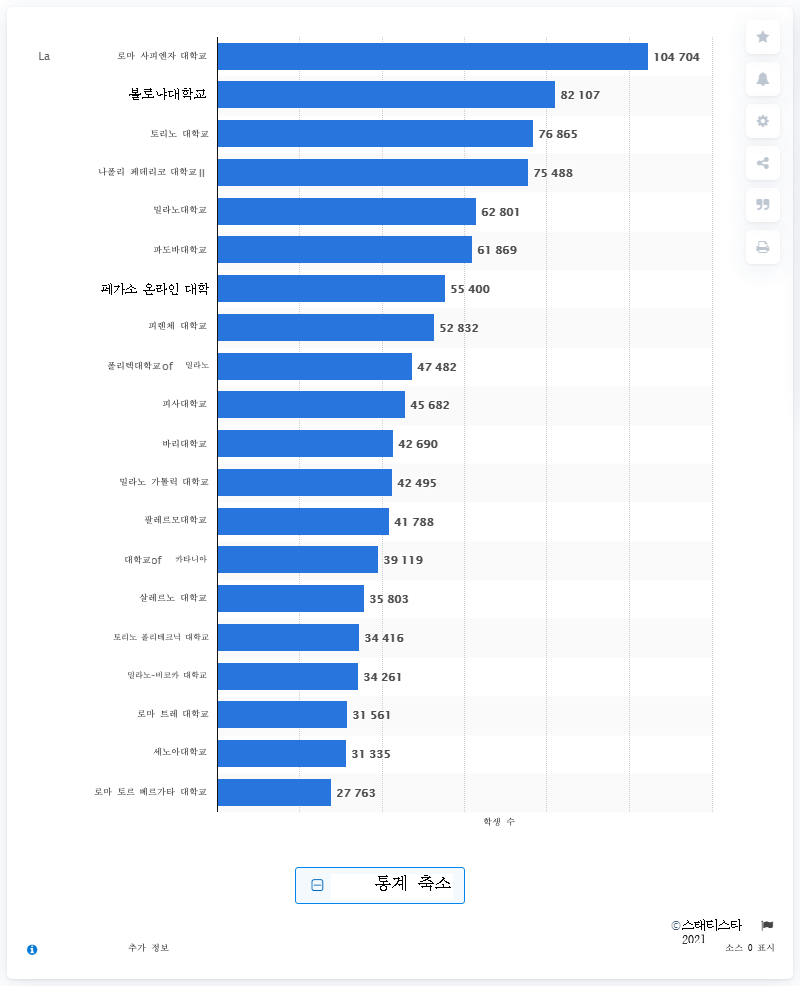 La 로마 사피엔자 대학교 104 704
볼로냐대학교 82 107
토리노 대학교 76 865
나폴리 페데리코 대학교 II 75 488
밀라노대학교 62 801
파도바대학교 61 869
페가소 온라인 대학 55 400
피렌체 대학교 52 832
폴리텍대학교of 밀라노 47 482
피사대학교 45 682
바리대학교 42 690
밀라노 가톨릭 대학교 42 495
팔레르모대학교 41 788
대학교of 카타니아 39 119
살레르노 대학교 35 803
토리노 폴리테크닉 대학교 34 416
밀라노-비코카 대학교 34 261
로마 트레 대학교 31 561
제노아대학교 31 335
로마 토르 베르가타 대학교 27 763
학생 수
통계 축소
©스태티스타
2021
추가 정보
소스 0 표시